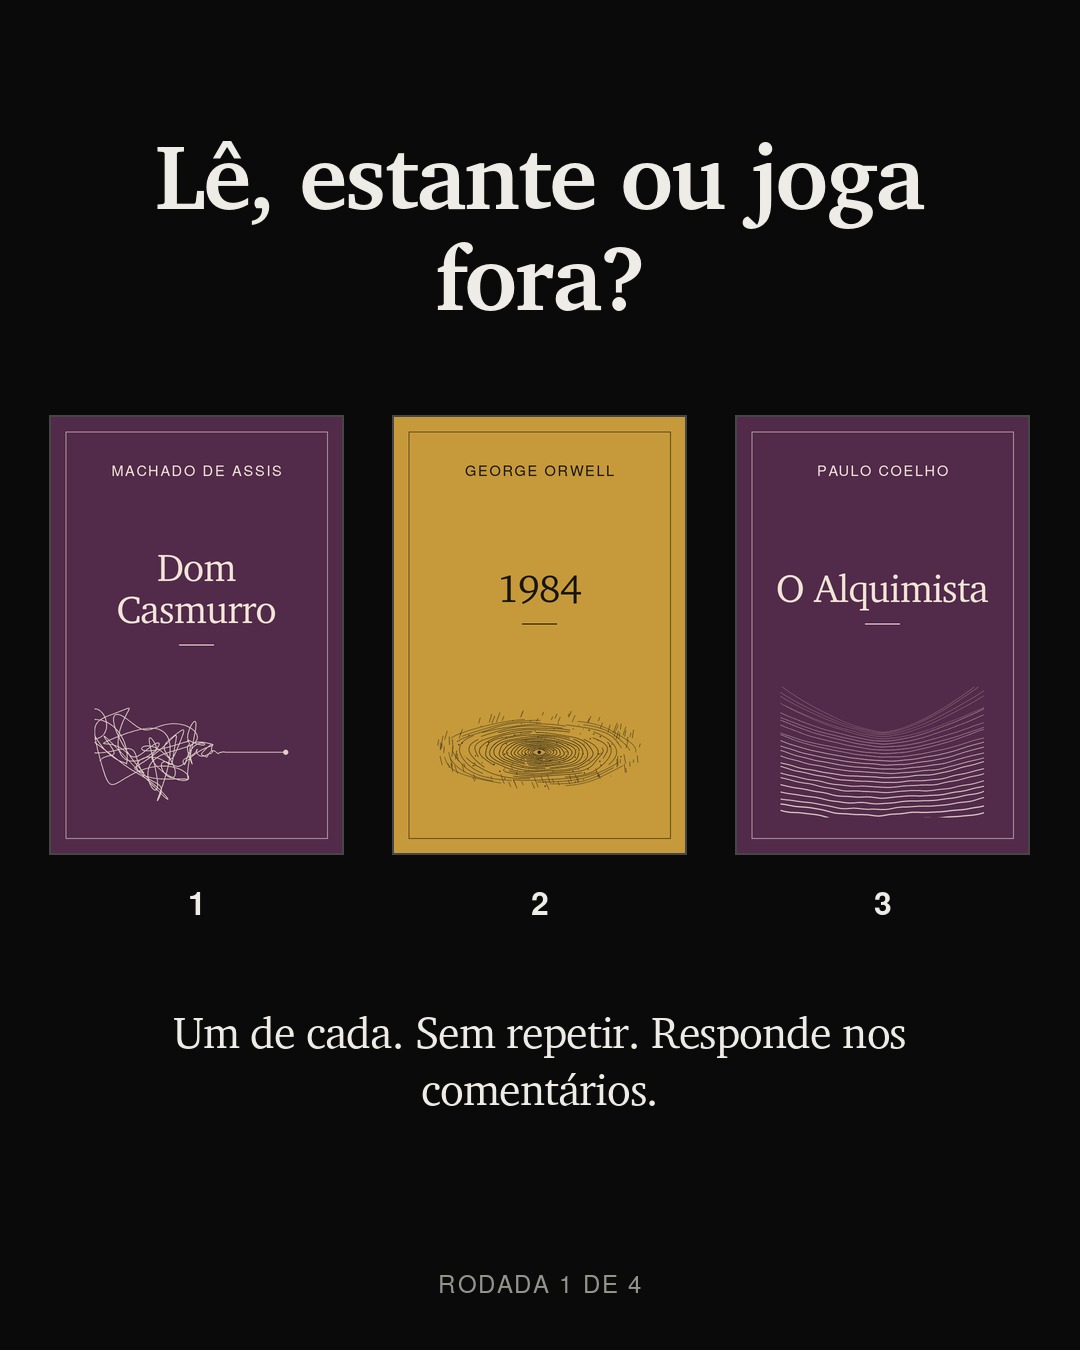 Lê, estante ou joga
fora?
MACHADO DE ASSIS
Dom
Casmurro
1
GEORGE ORWELL
1984
2
PAULO COELHO
O Alquimista
3
Um de cada. Sem repetir. Responde nos
comentários.
RODADA 1 DE 4